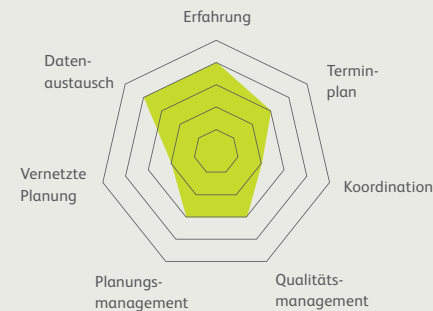 Erfahrung
Termin-
plan
Koordination
Qualitäts-
management
Planungs-
management
Vernetzte
Planung
Daten-
austausch